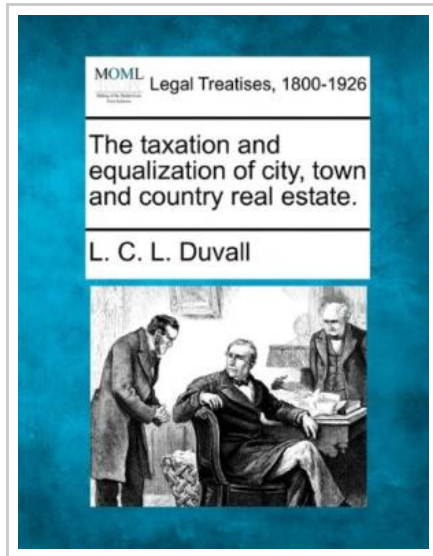 MOML
Legal Treatises, 1800-1926
The taxation and
equalization of city, town
and country real estate.
L. C. L. Duvall